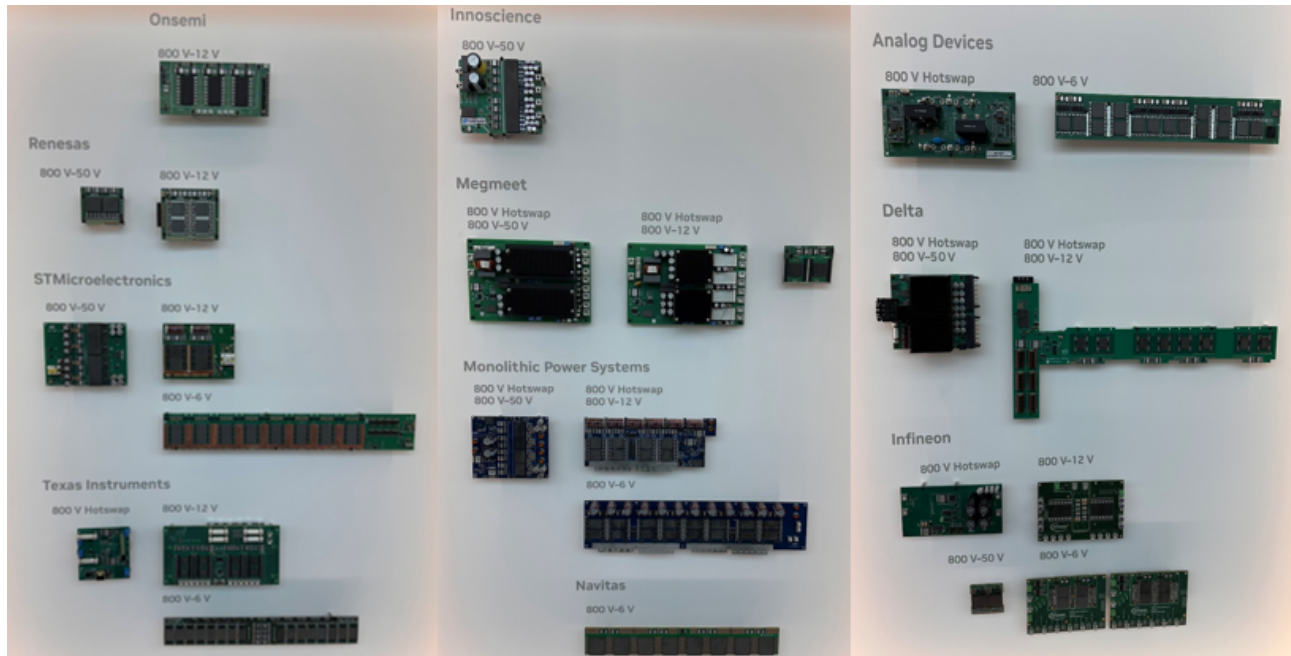 Onsemi
800 V–12 V
Renesas
800 V–50 V
800 V–12 V
STMicroelectronics
800 V–50 V
800 V–12 V
800 V–6 V
Texas Instruments
800 V Hotswap
800 V–12 V
800 V–6 V
Innoscience
800 V–50 V
Megmeet
800 V Hotswap
800 V–50 V
800 V Hotswap
800 V–12 V
Monolithic Power Systems
800 V Hotswap
800 V–50 V
800 V Hotswap
800 V–12 V
800 V–6 V
Navitas
800 V–6 V
Analog Devices
800 V Hotswap
800 V–6 V
Delta
800 V Hotswap
800 V–50 V
800 V Hotswap
800 V–12 V
Infineon
800 V Hotswap
800 V–12 V
800 V–50 V
800 V–6 V